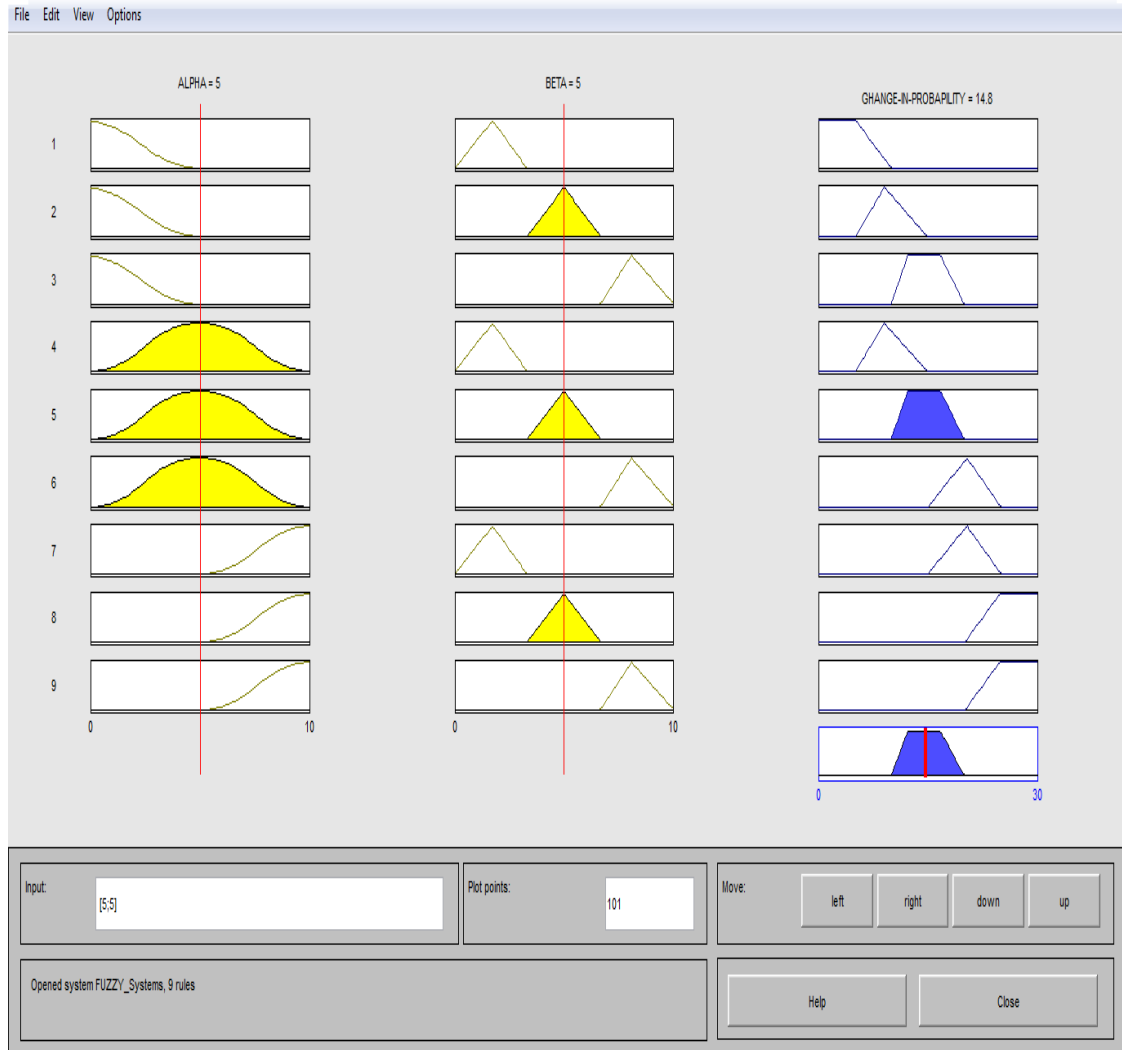 File Edit View Options
ALPHA = 5
BETA = 5
GHANGE-IN-PROBAPILITY = 14.8
1
2
3
4
5
6
7
8
9
0 10
0 10
0 30
Input:
[5;5]
Plot points:
101
Move:
left
right
down
up
Opened system FUZZY_Systems, 9 rules
Help
Close